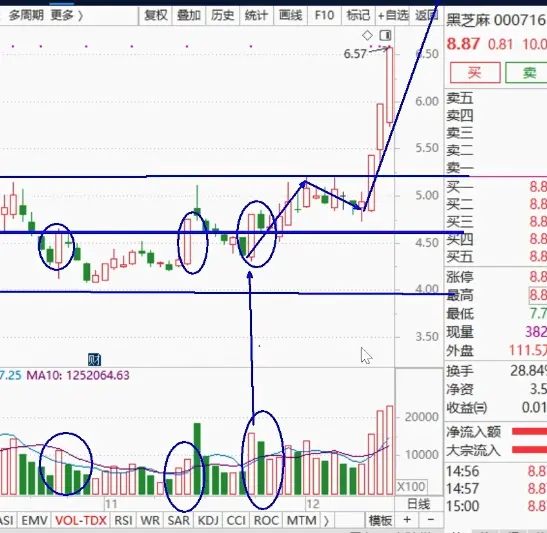 多周期 更多 〉 复权 叠加 历史 统计 画线 F10 标记 +自选 返回
黑芝麻 000716
8.87 0.81 10.0
买 卖
卖五
卖四
卖三
卖二
卖一
买一 8.8
买二 8.8
买三 8.8
买四 8.8
买五 8.8
涨停 8.8
最高 8.8
最低 7.7
现量 382
外盘 111.5万
换手 28.84%
净资 3.5
收益㈢ 0.01
净流入额
大宗流入
14:56 8.8
14:57 8.8
15:00 8.8
6.57
6.50
6.00
5.50
5.00
4.50
4.00
3.50
财
7.25 MA10: 1252064.63
20000
10000
X100
11 12 日线
ASI EMV VOL-TDX RSI WR SAR KDJ CCI ROC MTM 〉 模板 + -